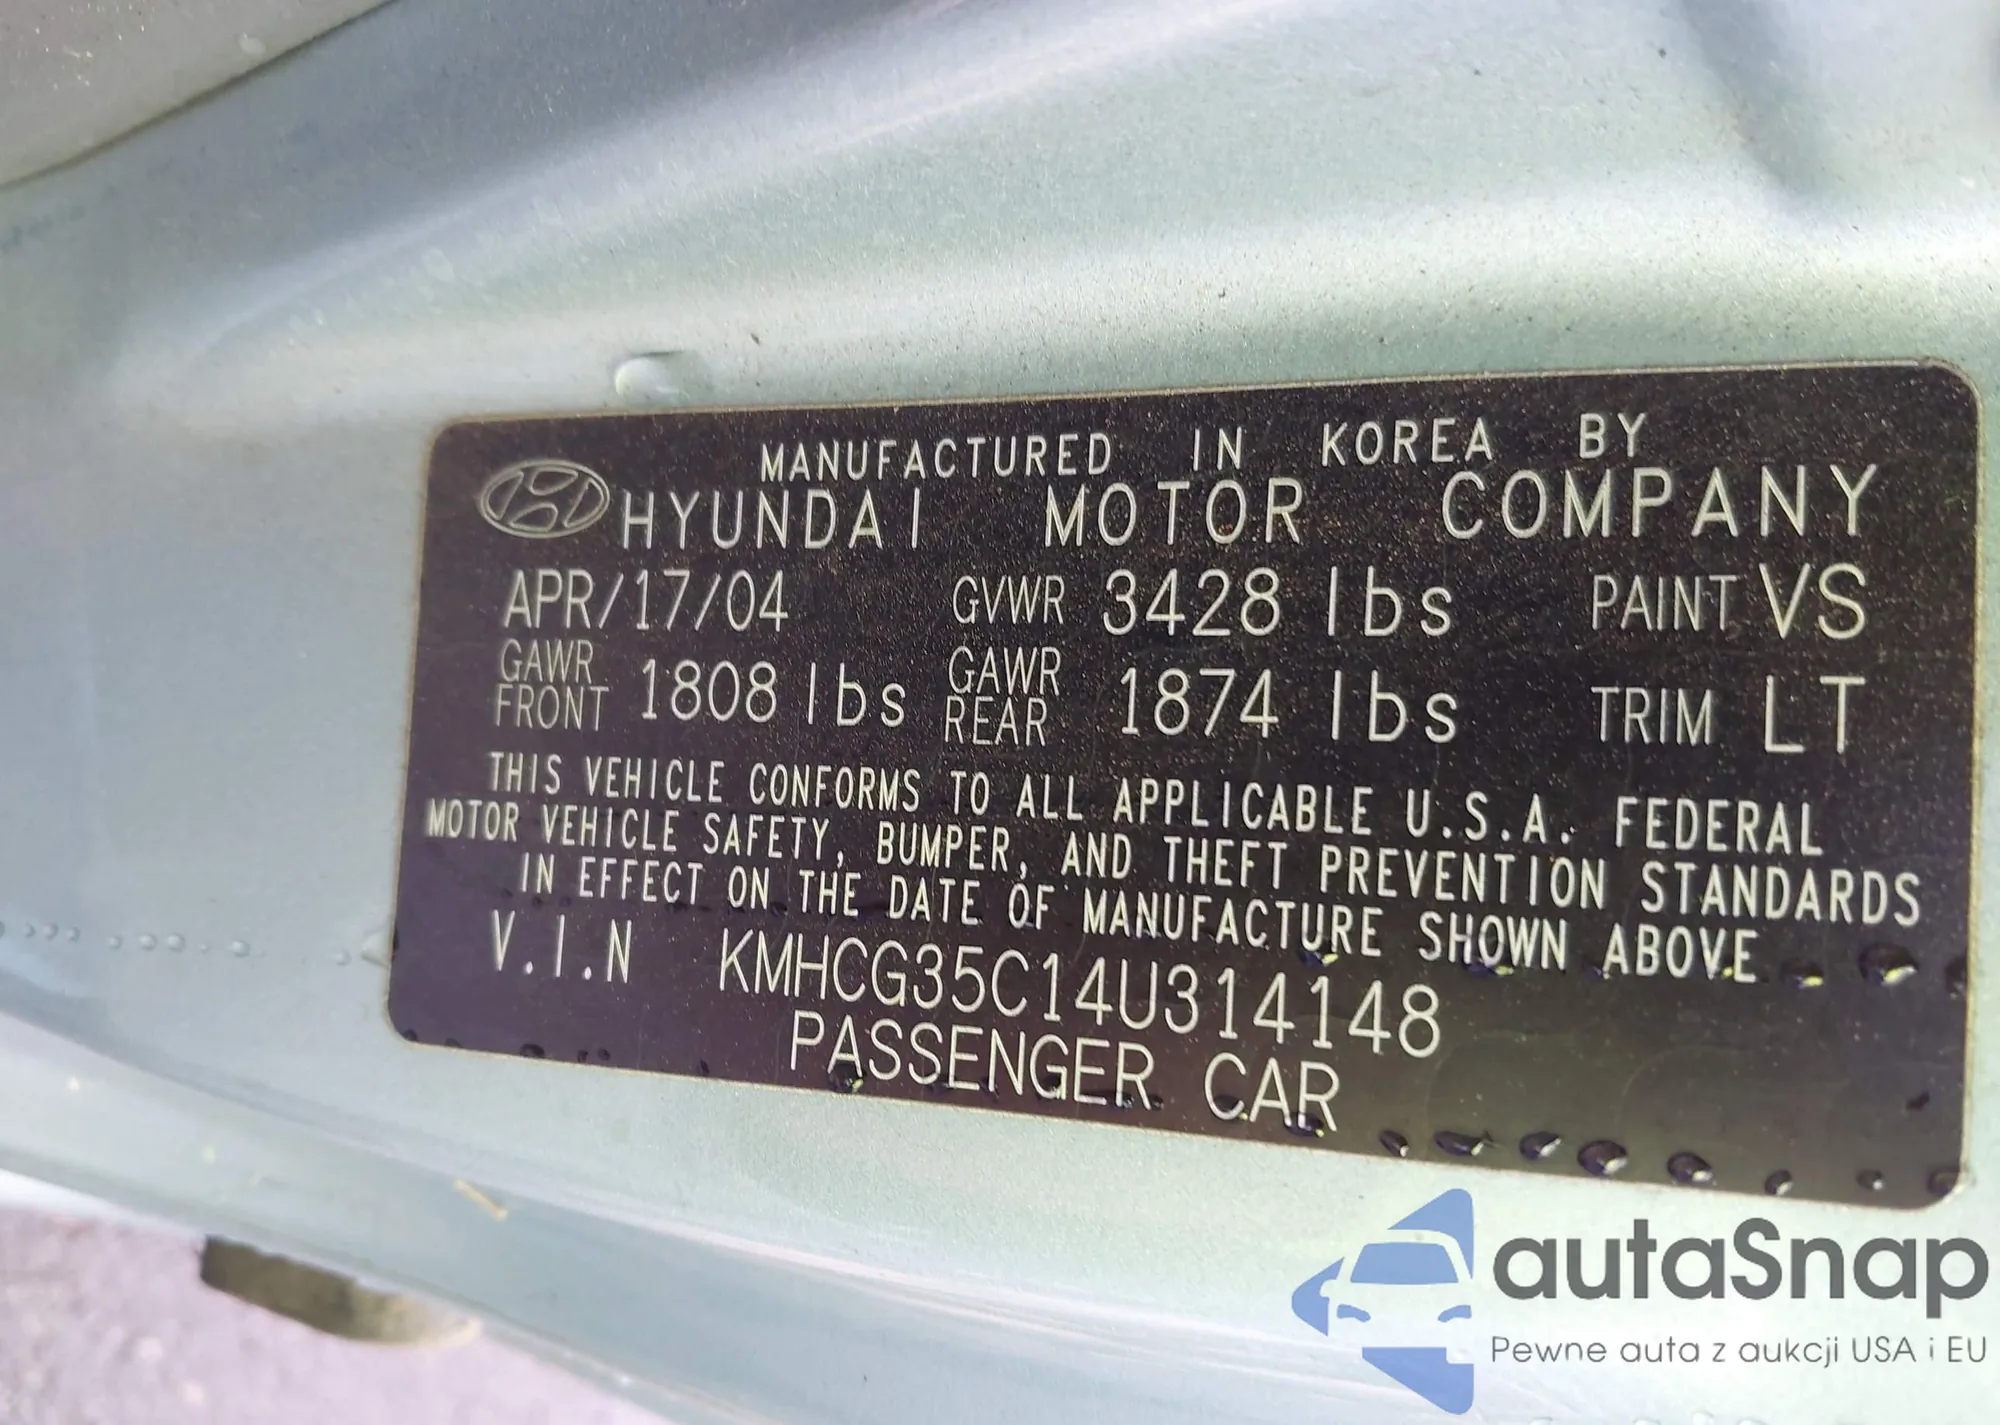 MANUFACTURED IN KOREA BY
HYUNDAI MOTOR COMPANY
APR/17/04 GVWR 3428 lbs PAINT VS
GAWR FRONT 1808 lbs GAWR REAR 1874 lbs TRIM LT
THIS VEHICLE CONFORMS TO ALL APPLICABLE U.S.A. FEDERAL
MOTOR VEHICLE SAFETY, BUMPER, AND THEFT PREVENTION STANDARDS
IN EFFECT ON THE DATE OF MANUFACTURE SHOWN ABOVE
V.I.N KMHCG35C14U314148
PASSENGER CAR
autaSnap
Pewne auta z aukcji USA i EU